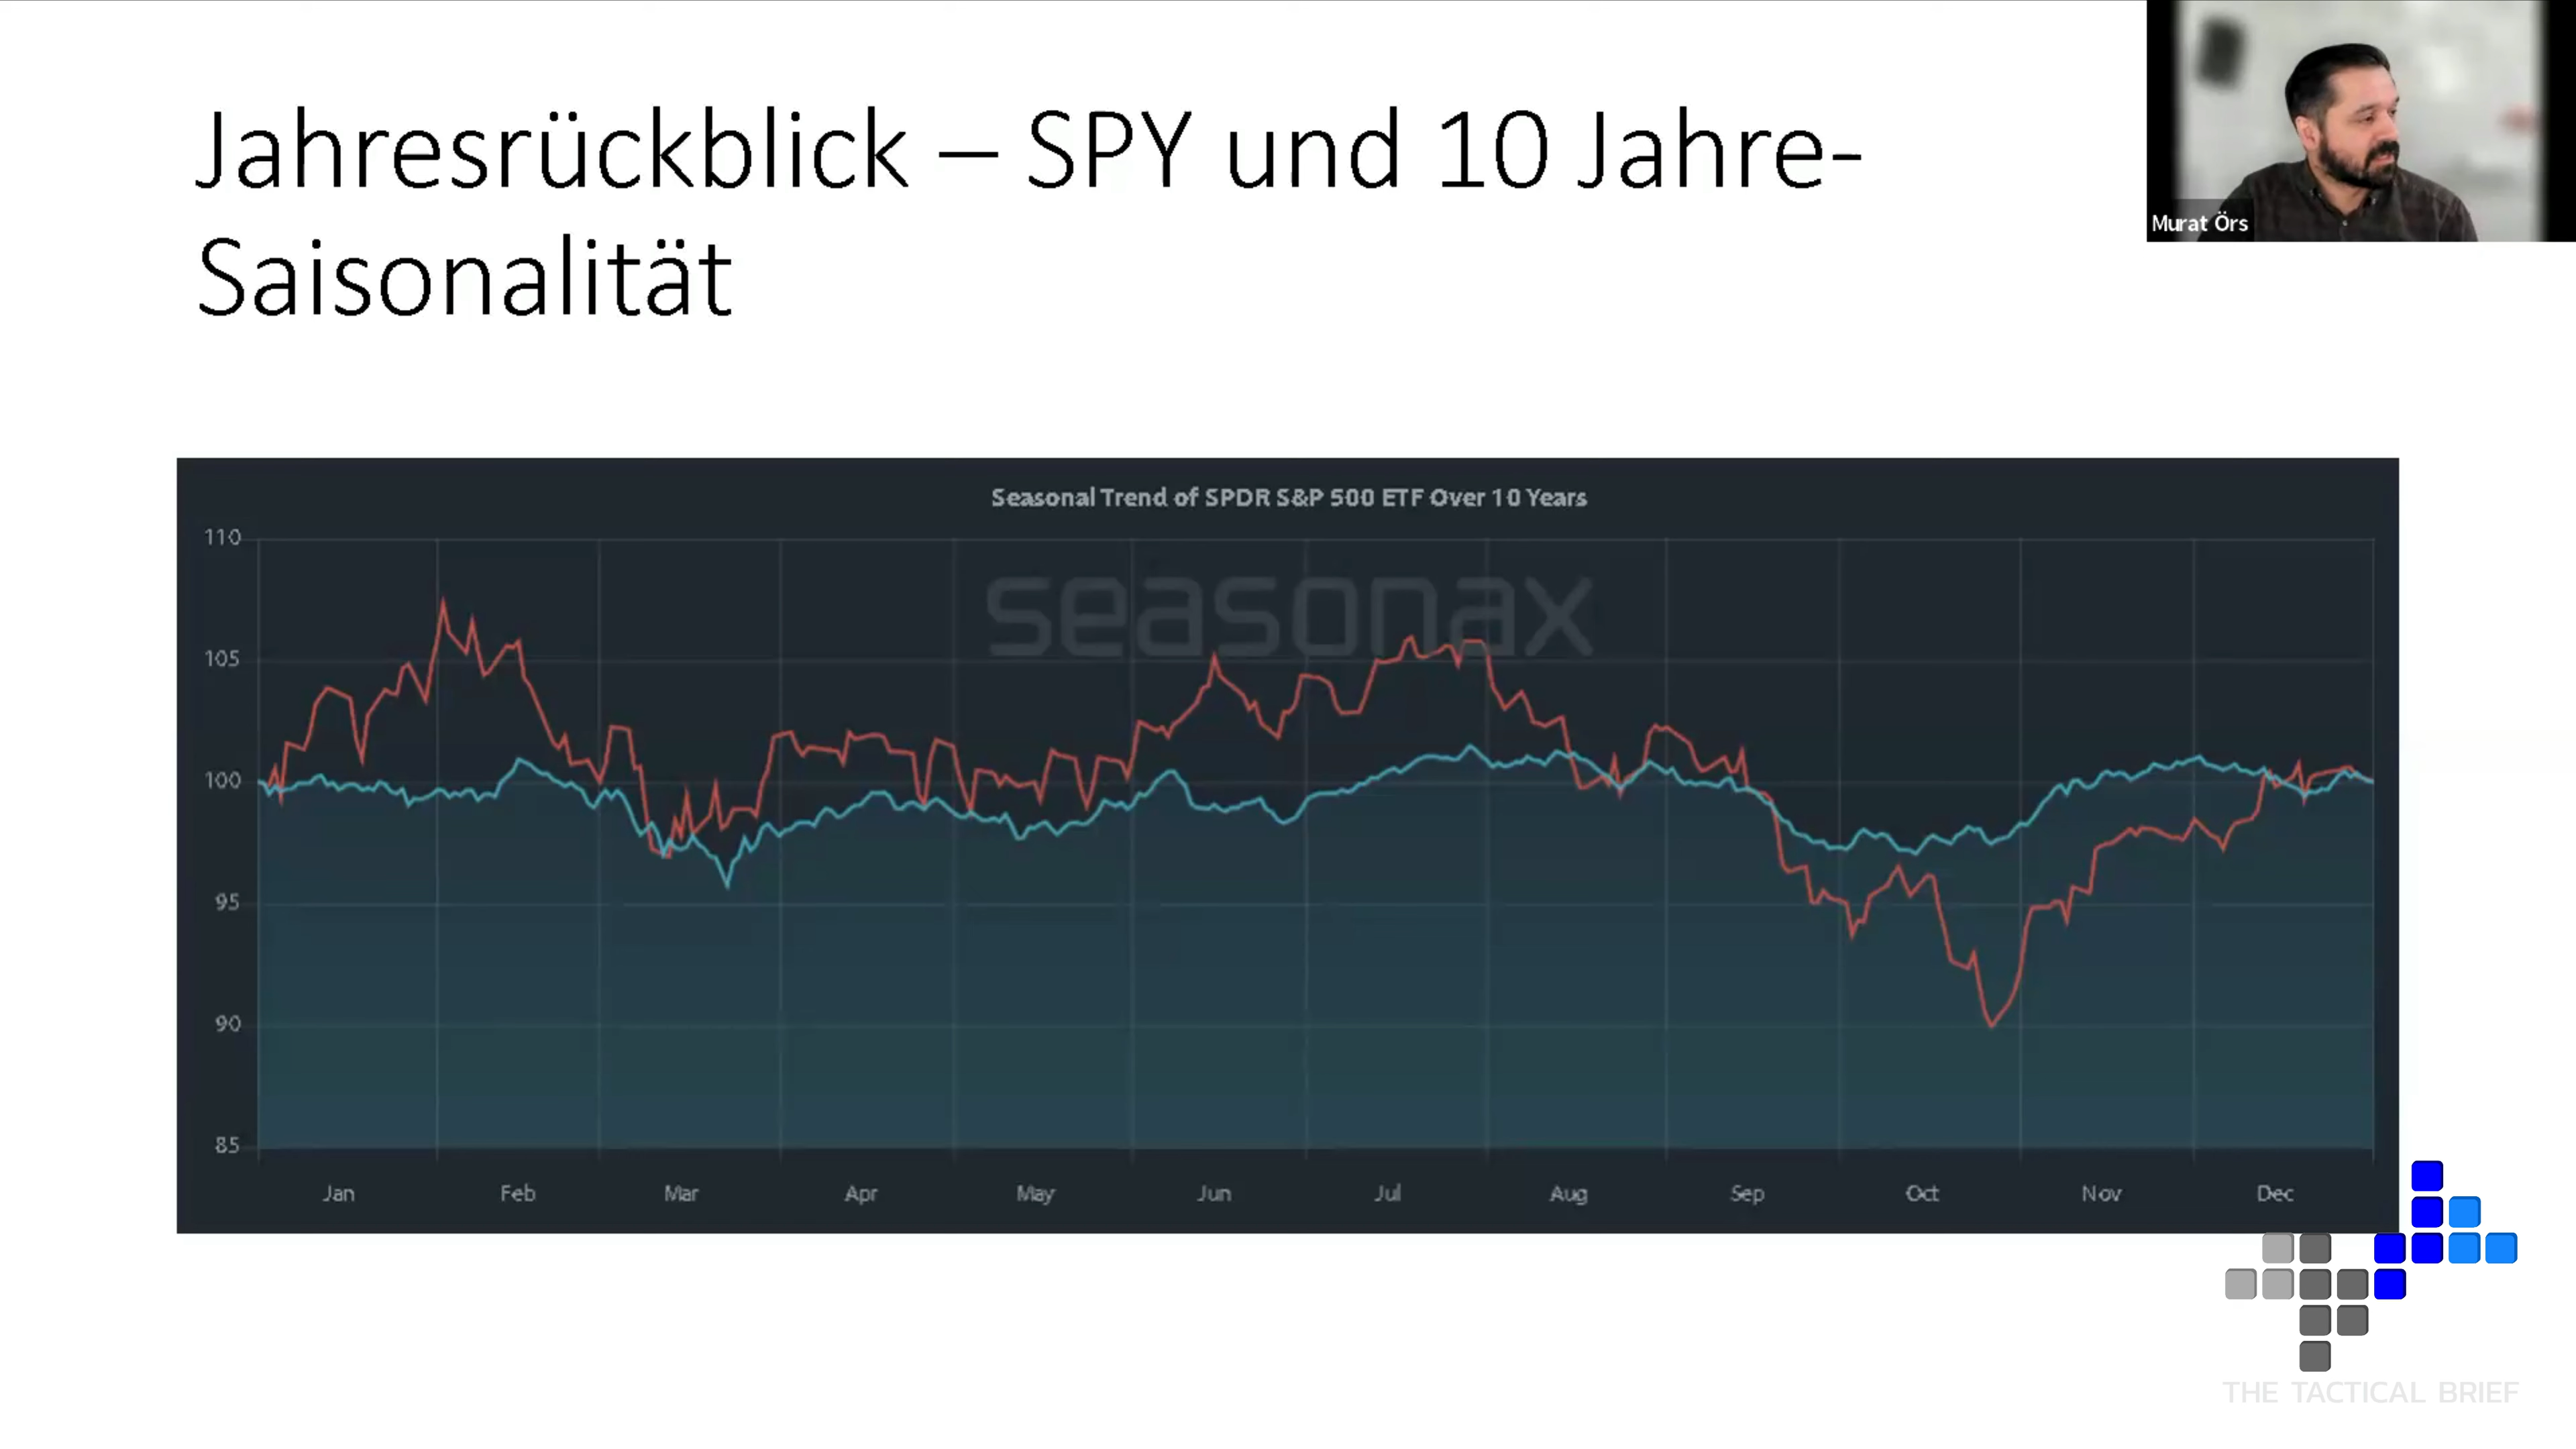 Jahresrückblick – SPY und 10 Jahre-
Saisonalität
Murat Örs
Seasonal Trend of SPDR S&P 500 ETF Over 10 Years
seasonax
110
105
100
95
90
85
Jan Feb Mar Apr May Jun Jul Aug Sep Oct Nov Dec
THE TACTICAL BRIEF